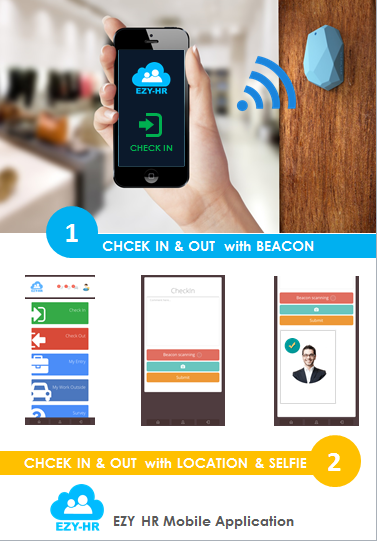 EZY-HR
CHECK IN
1
CHCEK IN & OUT with BEACON
EZY-HR
Check in
Check Out
My Entry
My Work Outside
Survey
CheckIn
Beacon scanning
Submit
Beacon scanning
Submit
CHCEK IN & OUT with LOCATION & SELFIE
2
EZY-HR
EZY HR Mobile Application